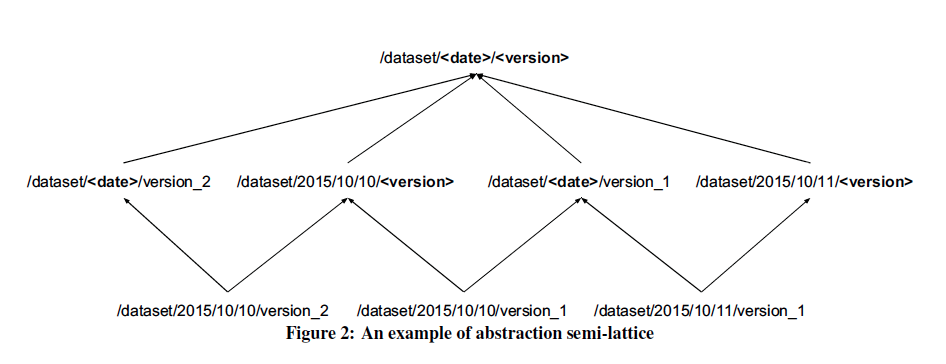 /dataset/<date>/<version>
/dataset/<date>/version_2 /dataset/2015/10/10/<version> /dataset/<date>/version_1 /dataset/2015/10/11/<version>
/dataset/2015/10/10/version_2 /dataset/2015/10/10/version_1 /dataset/2015/10/11/version_1
Figure 2: An example of abstraction semi-lattice